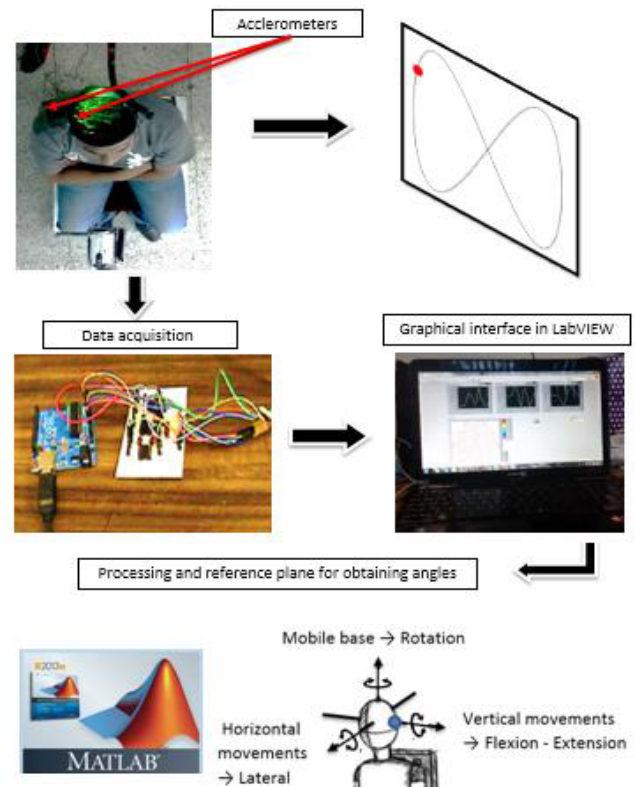 Acclerometers
Data acquisition
Graphical interface in LabVIEW
Processing and reference plane for obtaining angles
Mobile base → Rotation
R2013a
MATLAB
Horizontal
movements
→ Lateral
Vertical movements
→ Flexion - Extension